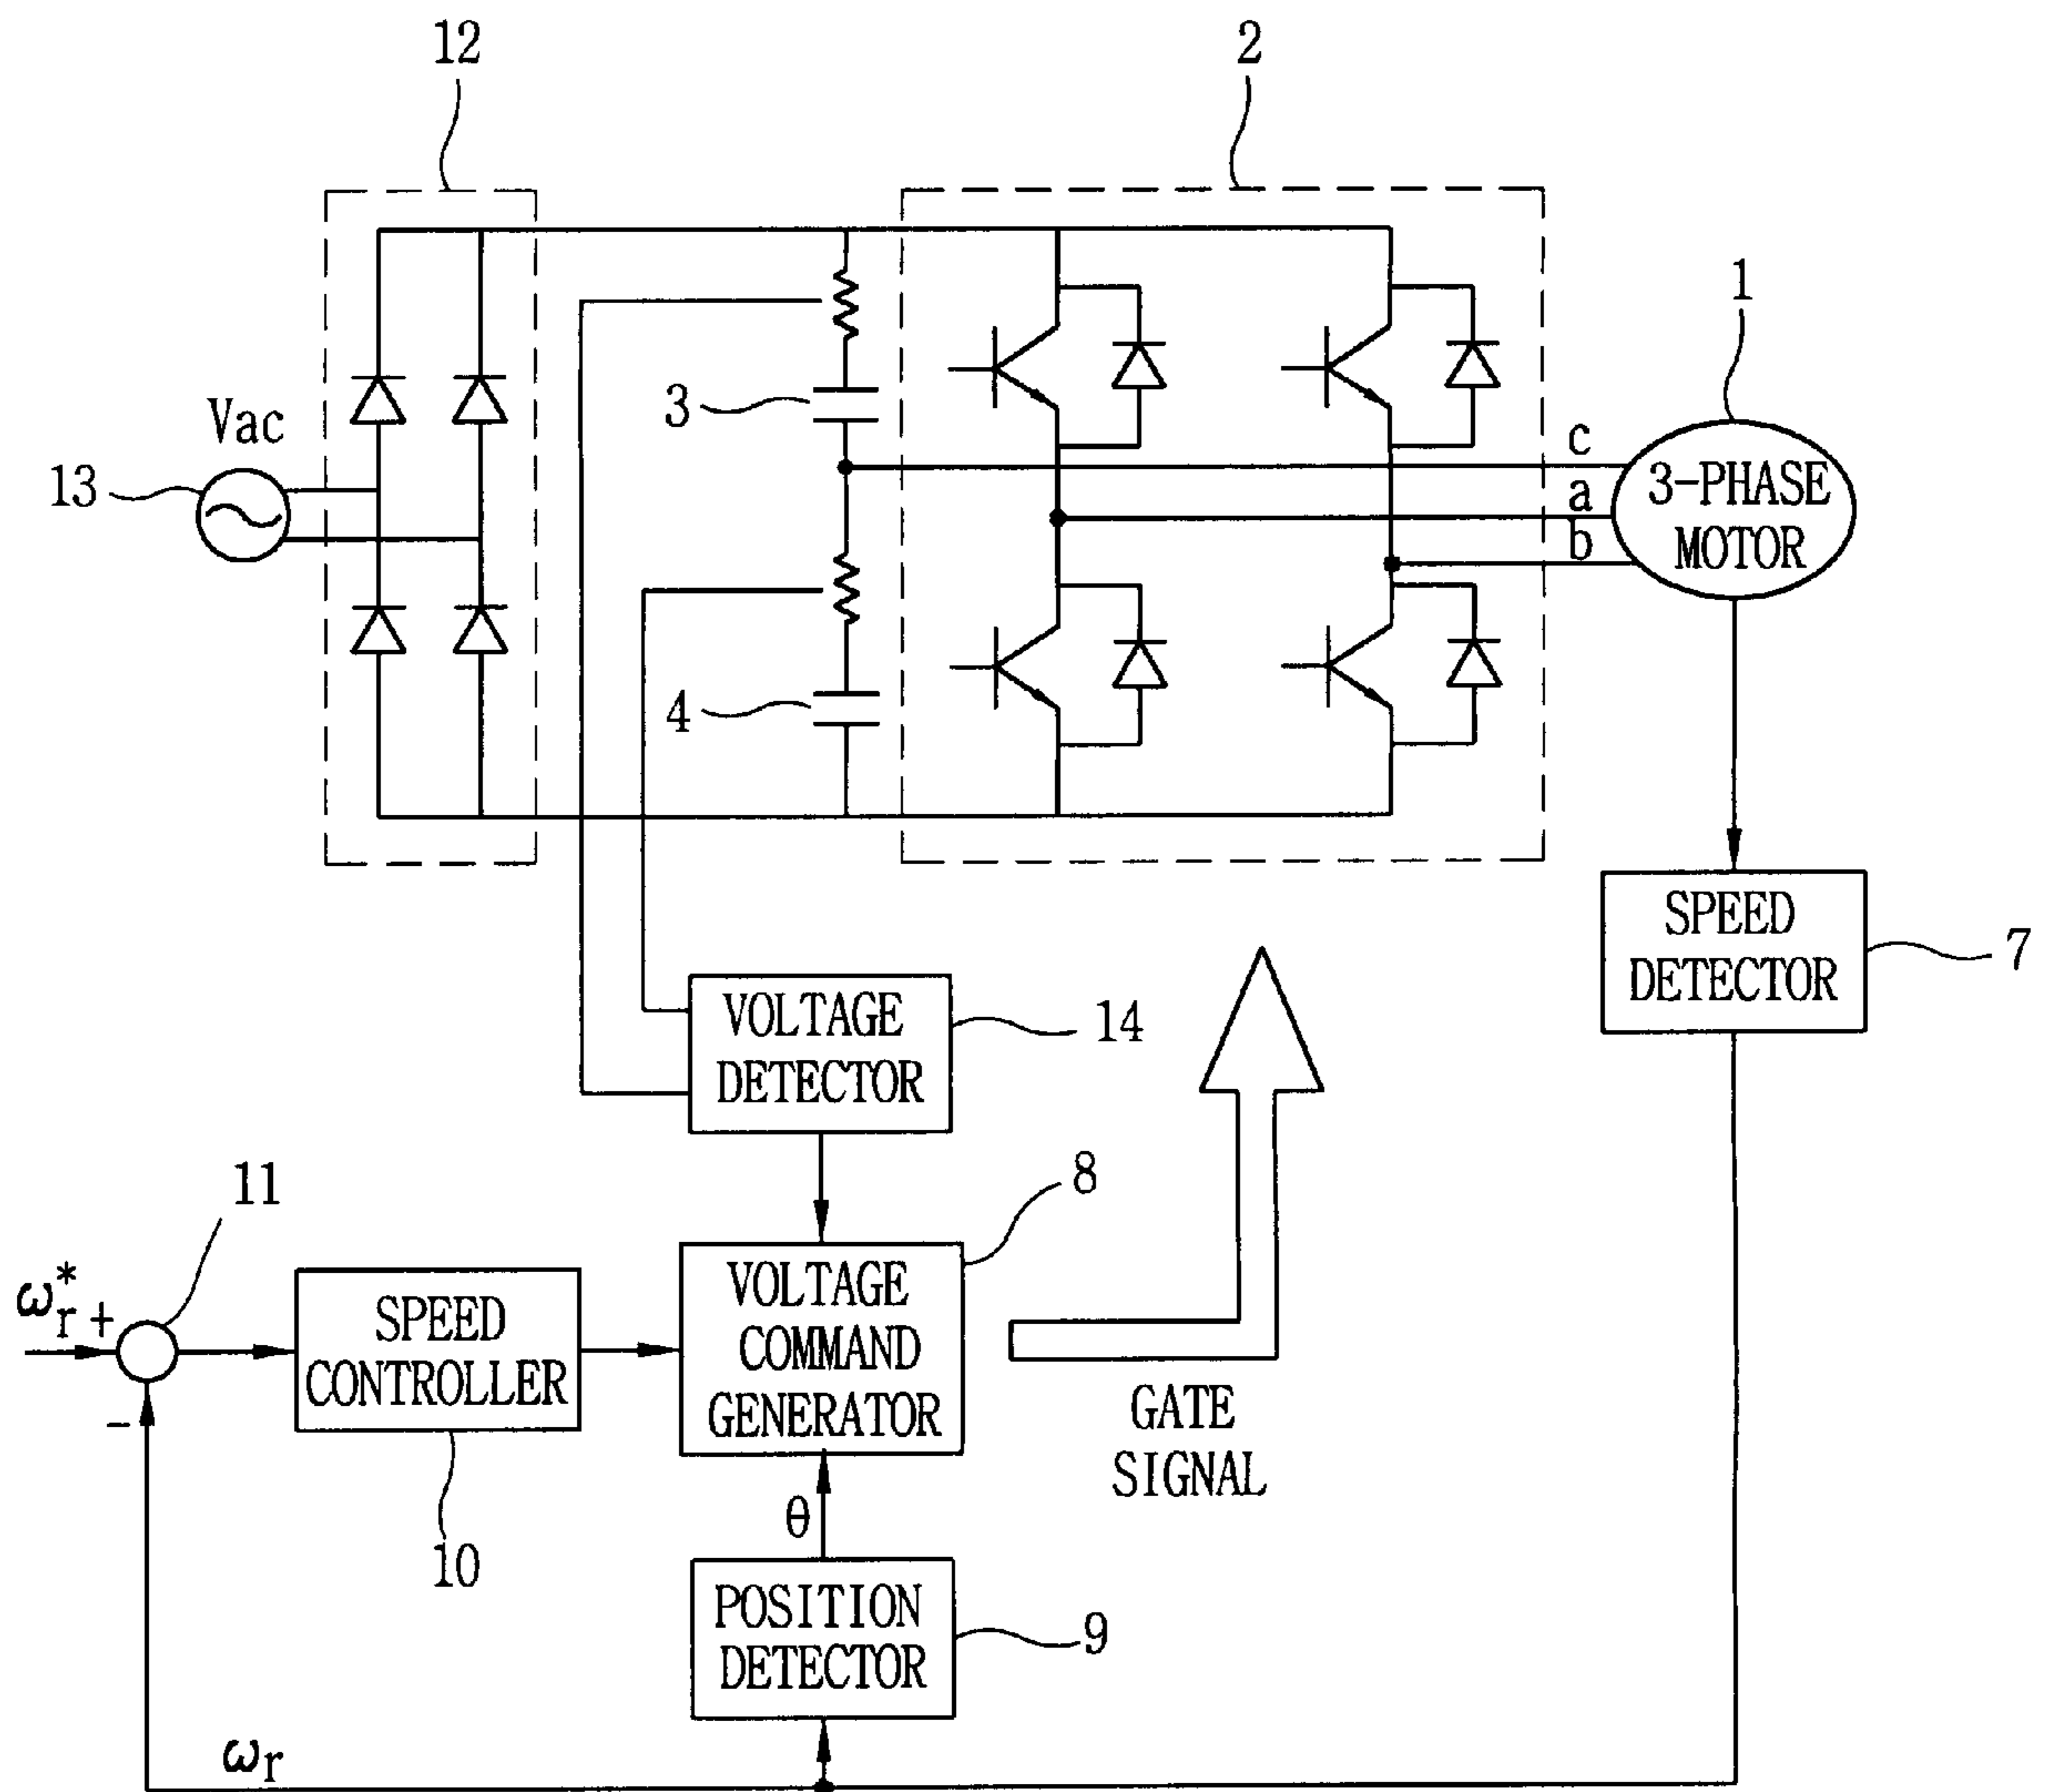 12
2
1
Vac
13
3
4
c
a
b
3-PHASE
MOTOR
SPEED
DETECTOR
7
VOLTAGE
DETECTOR
14
11
8
ωr*
+
-
SPEED
CONTROLLER
10
VOLTAGE
COMMAND
GENERATOR
GATE
SIGNAL
θ
POSITION
DETECTOR
9
ωr